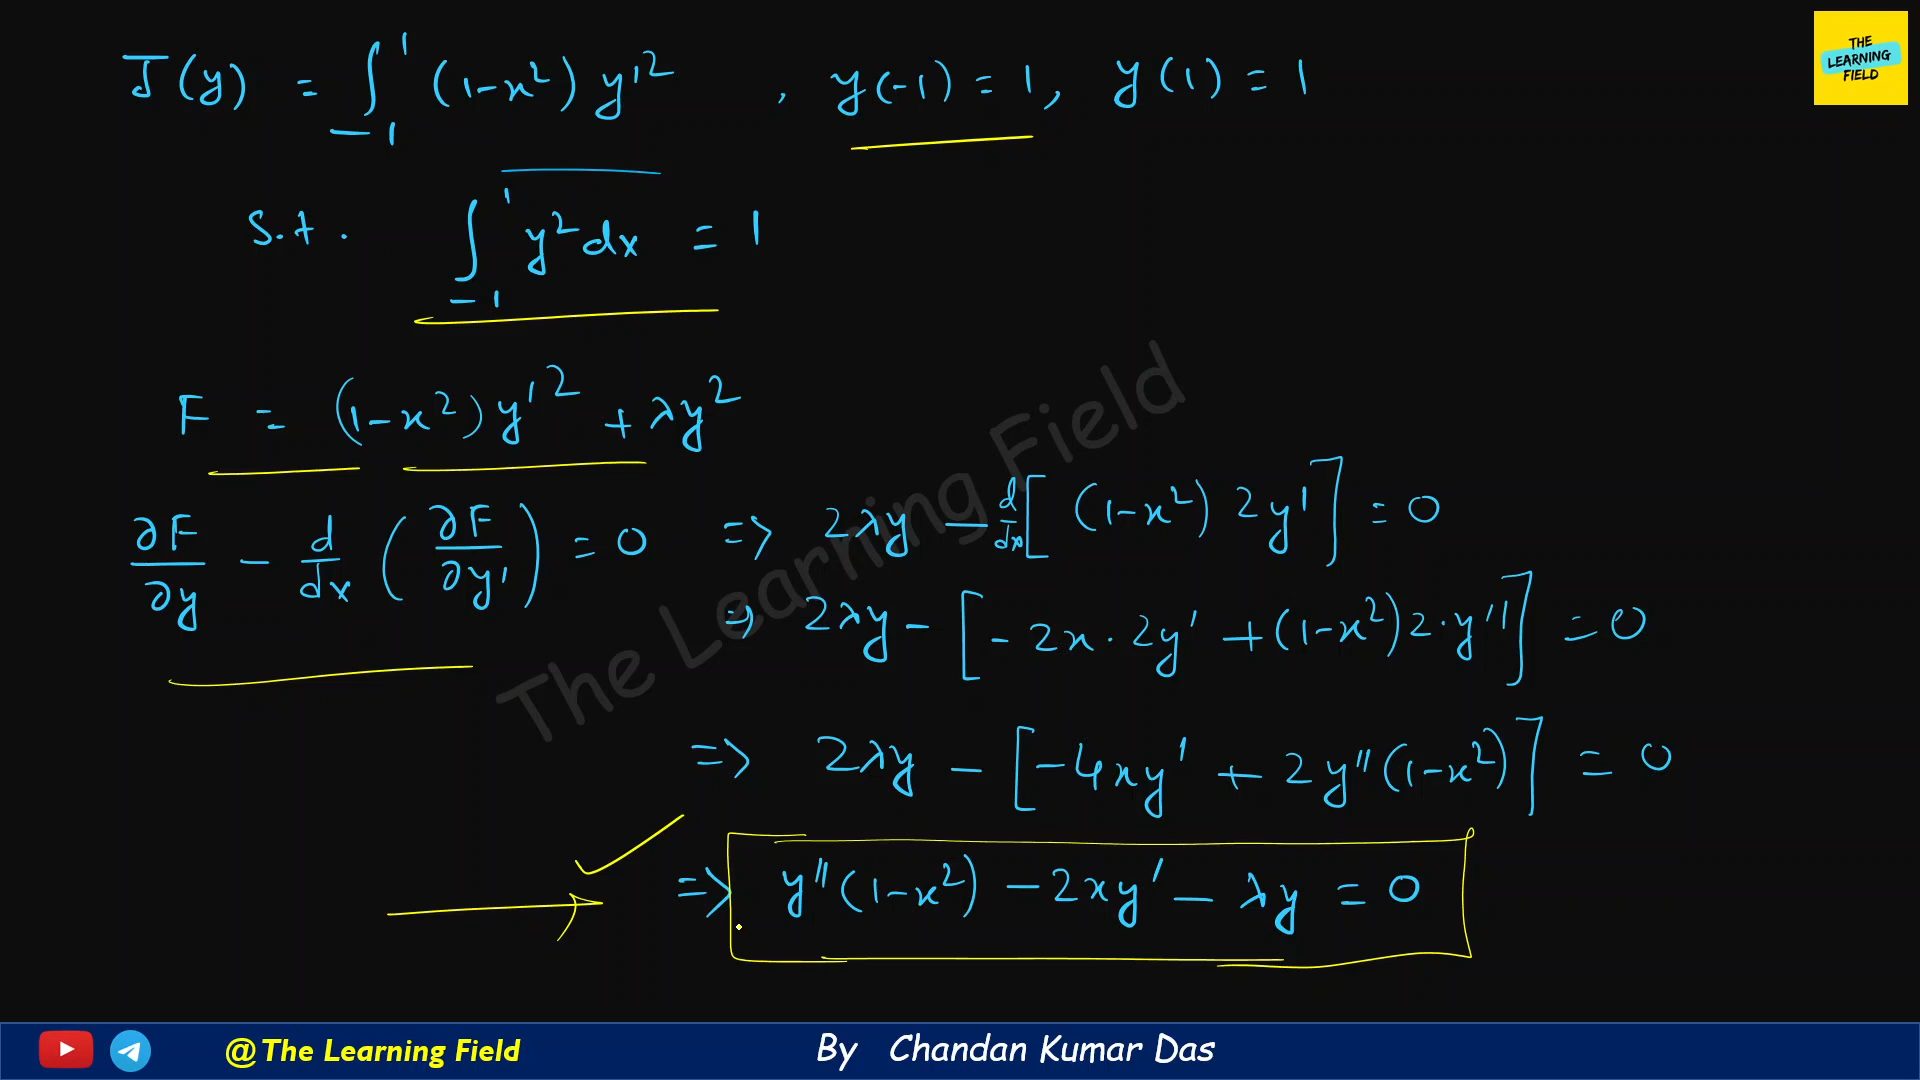 J(y) = ∫₋₁¹ (1-x²) y'² , y(-1) = 1, y(1) = 1
THE LEARNING FIELD
s.t. ∫₋₁¹ y² dx = 1
F = (1-x²) y'² + λy²
∂F/∂y - d/dx (∂F/∂y') = 0 => 2λy - d/dx [(1-x²) 2y'] = 0
=> 2λy - [-2x · 2y' + (1-x²) 2 · y''] = 0
=> 2λy - [-4xy' + 2y''(1-x²)] = 0
=> y''(1-x²) - 2xy' - λy = 0
The Learning Field
@The Learning Field By Chandan Kumar Das